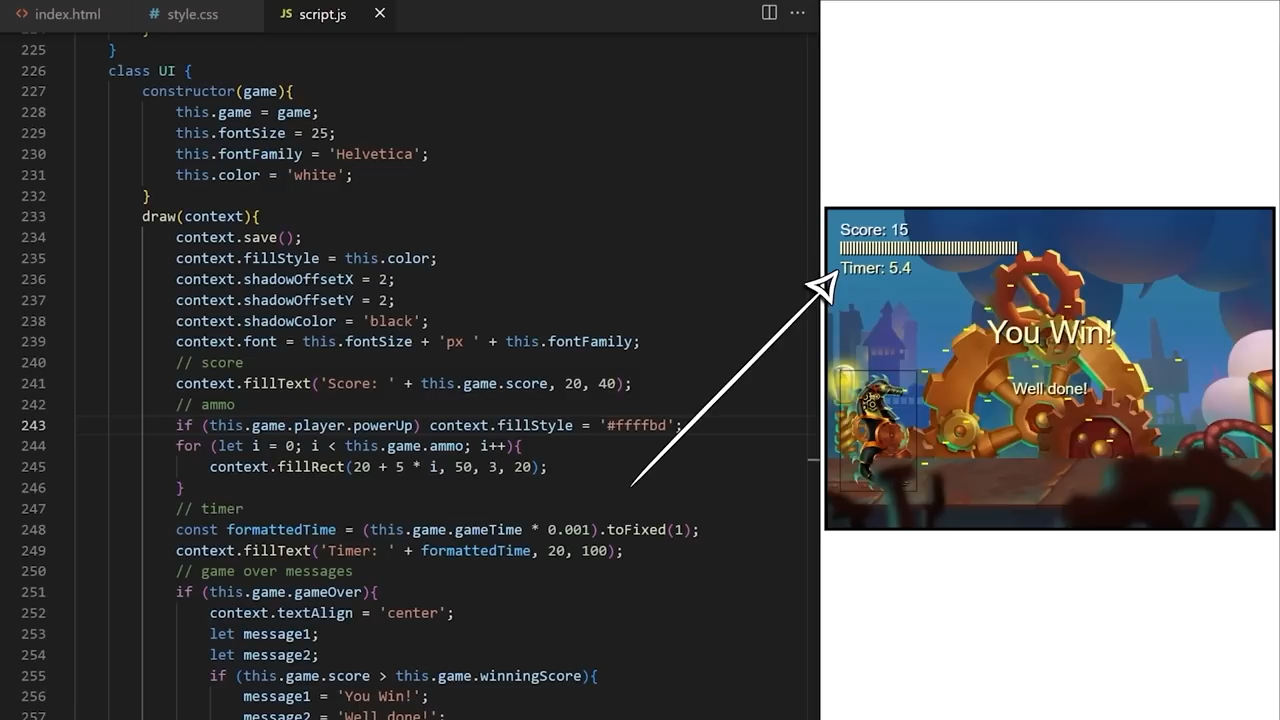 index.html
style.css
JS script.js
225 }
226 class UI {
227 constructor(game){
228 this.game = game;
229 this.fontSize = 25;
230 this.fontFamily = 'Helvetica';
231 this.color = 'white';
232 }
233 draw(context){
234 context.save();
235 context.fillStyle = this.color;
236 context.shadowOffsetX = 2;
237 context.shadowOffsetY = 2;
238 context.shadowColor = 'black';
239 context.font = this.fontSize + 'px ' + this.fontFamily;
240 // score
241 context.fillText('Score: ' + this.game.score, 20, 40);
242 // ammo
243 if (this.game.player.powerUp) context.fillStyle = '#ffffbd';
244 for (let i = 0; i < this.game.ammo; i++){
245 context.fillRect(20 + 5 * i, 50, 3, 20);
246 }
247 // timer
248 const formattedTime = (this.game.gameTime * 0.001).toFixed(1);
249 context.fillText('Timer: ' + formattedTime, 20, 100);
250 // game over messages
251 if (this.game.gameOver){
252 context.textAlign = 'center';
253 let message1;
254 let message2;
255 if (this.game.score > this.game.winningScore){
256 message1 = 'You Win!';
257 message2 = 'Well done!';
Score: 15
Timer: 5.4
You Win!
Well done!